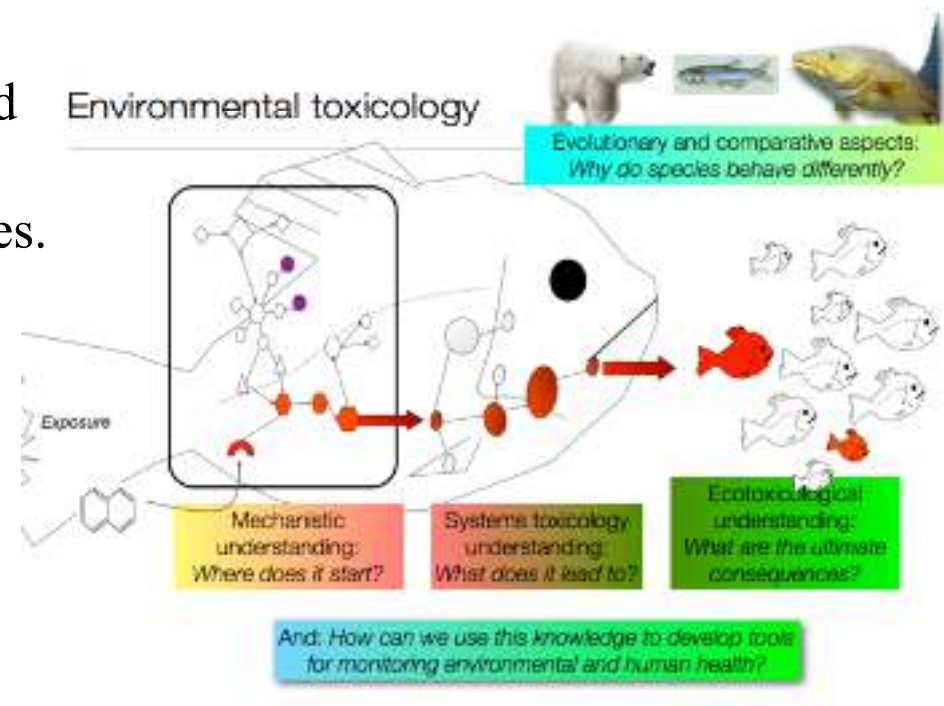 d
es.
Environmental toxicology
Evolutionary and comparative aspects:
Why do species behave differently?
Exposure
Mechanistic
understanding:
Where does it start?
Systems toxicology
understanding:
What does it lead to?
Ecotoxicological
understanding:
What are the ultimate
consequences?
And: How can we use this knowledge to develop tools
for monitoring environmental and human health?